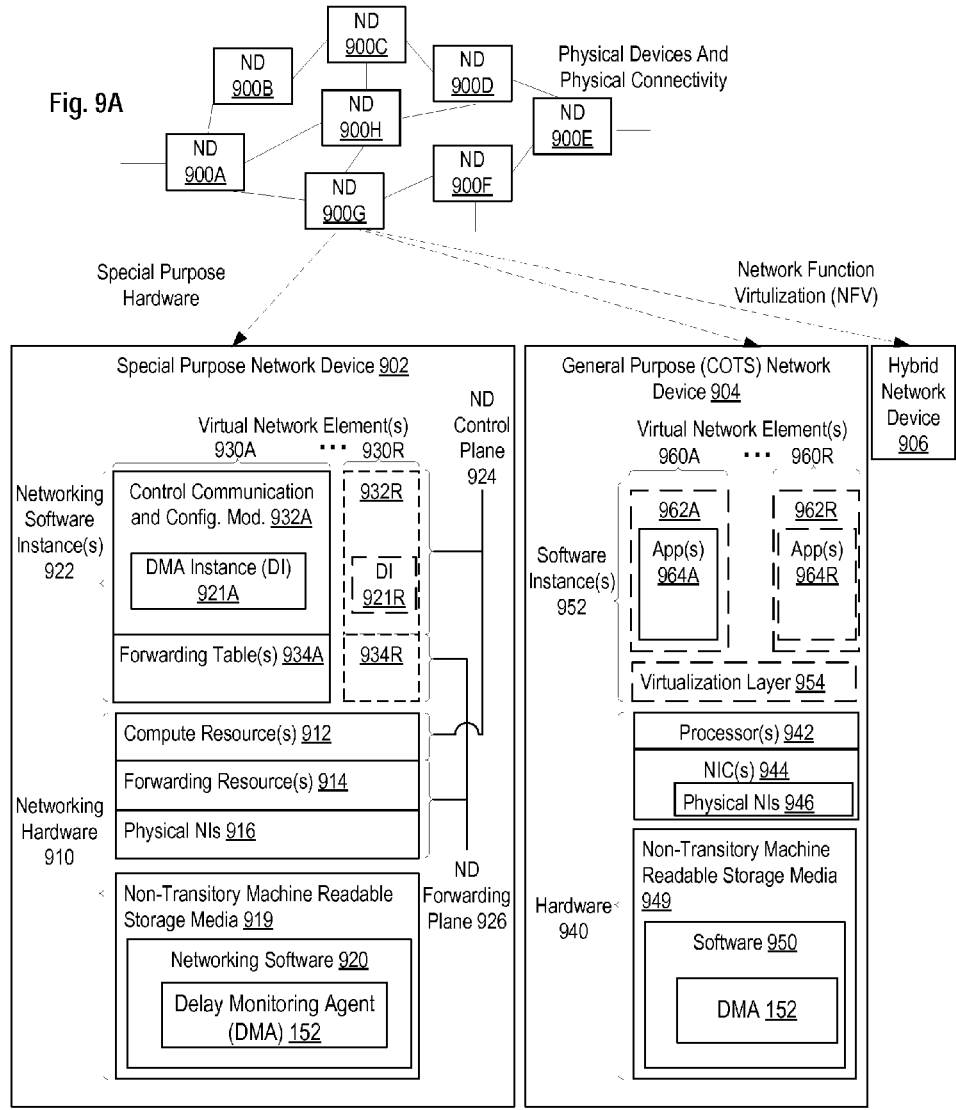 Fig. 9A
ND
900A
ND
900B
ND
900C
ND
900D
ND
900E
ND
900F
ND
900G
ND
900H
Physical Devices And
Physical Connectivity
Special Purpose
Hardware
Network Function
Virtulization (NFV)
Special Purpose Network Device 902
Virtual Network Element(s)
930A
•••
930R
ND
Control
Plane
924
Networking
Software
Instance(s)
922
Control Communication
and Config. Mod. 932A
DMA Instance (DI)
921A
932R
DI
921R
Forwarding Table(s) 934A
934R
Networking
Hardware
910
Compute Resource(s) 912
Forwarding Resource(s) 914
Physical NIs 916
ND
Forwarding
Plane 926
Non-Transitory Machine Readable
Storage Media 919
Networking Software 920
Delay Monitoring Agent
(DMA) 152
General Purpose (COTS) Network
Device 904
Virtual Network Element(s)
960A
•••
960R
Software
Instance(s)
952
962A
App(s)
964A
962R
App(s)
964R
Virtualization Layer 954
Processor(s) 942
NIC(s) 944
Physical NIs 946
Hardware
940
Non-Transitory Machine
Readable Storage Media
949
Software 950
DMA 152
Hybrid
Network
Device
906